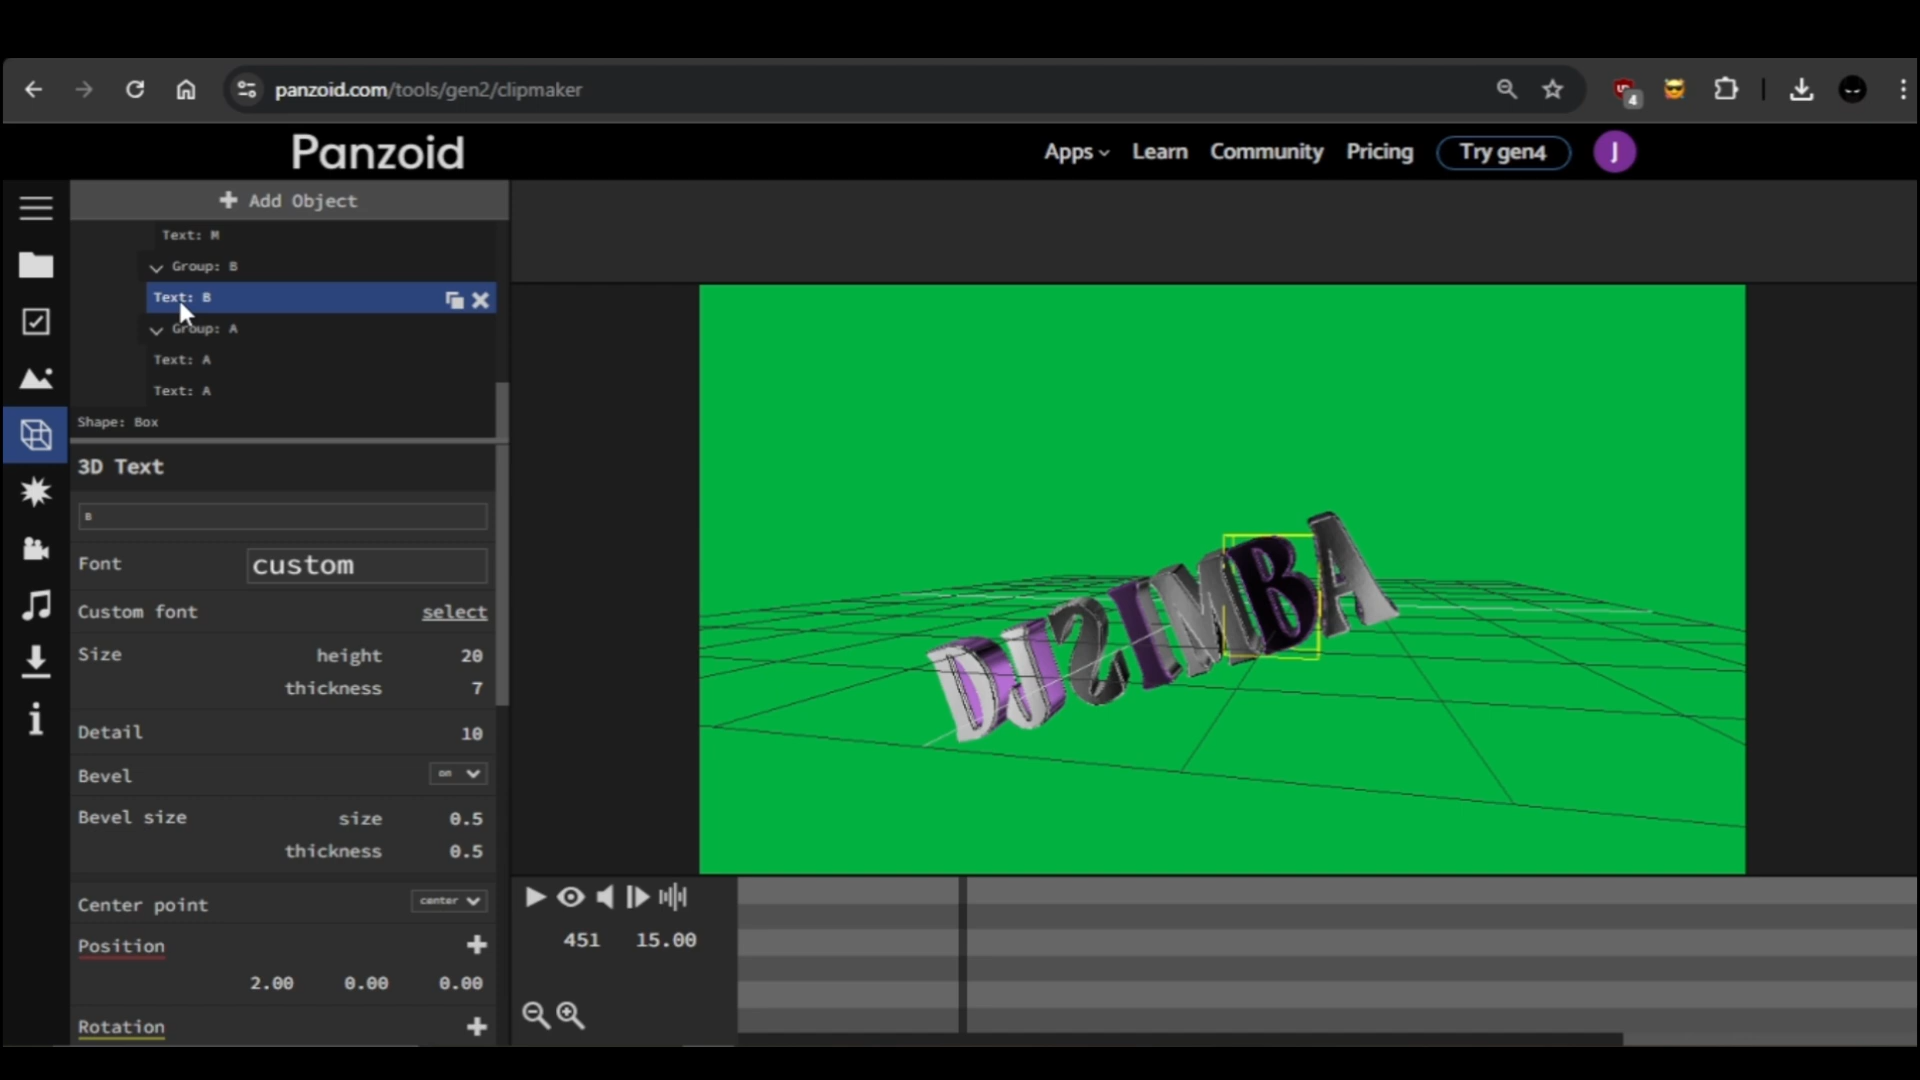 panzoid.com/tools/gen2/clipmaker
4
Panzoid
Apps
Learn
Community
Pricing
Try gen4
J
Add Object
Text: M
Group: B
Text: B
Group: A
Text: A
Text: A
Shape: Box
3D Text
B
Font custom
Custom font select
Size height 20
thickness 7
Detail 10
Bevel on
Bevel size size 0.5
thickness 0.5
Center point center
Position
2.00 0.00 0.00
Rotation
DJZIMBA
451 15.00